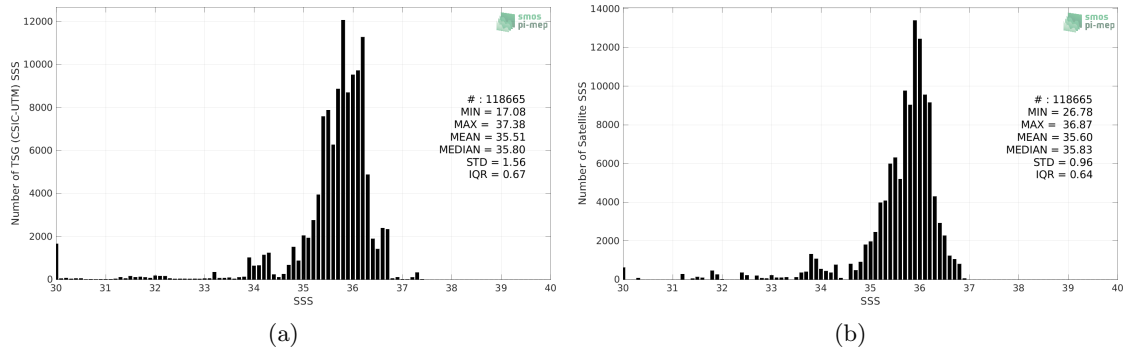 12000
10000
8000
6000
4000
2000
0
Number of TSG (CSIC-UTM) SSS
30 31 32 33 34 35 36 37 38 39 40
SSS
smos
pi-mep
# : 118665
MIN = 17.08
MAX = 37.38
MEAN = 35.51
MEDIAN = 35.80
STD = 1.56
IQR = 0.67
(a)
14000
12000
10000
8000
6000
4000
2000
0
Number of Satellite SSS
30 31 32 33 34 35 36 37 38 39 40
SSS
smos
pi-mep
# : 118665
MIN = 26.78
MAX = 36.87
MEAN = 35.60
MEDIAN = 35.83
STD = 0.96
IQR = 0.64
(b)